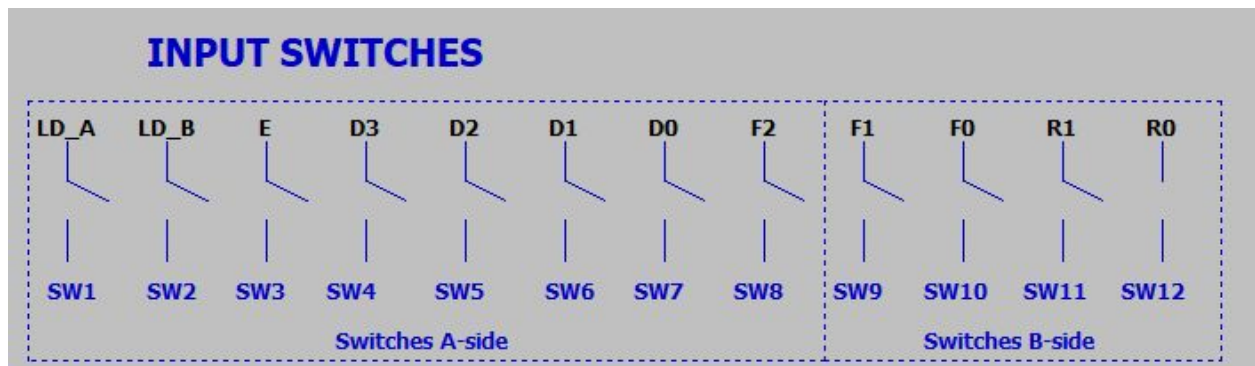 INPUT SWITCHES
LD_A LD_B E D3 D2 D1 D0 F2 F1 F0 R1 R0
SW1 SW2 SW3 SW4 SW5 SW6 SW7 SW8 SW9 SW10 SW11 SW12
Switches A-side Switches B-side